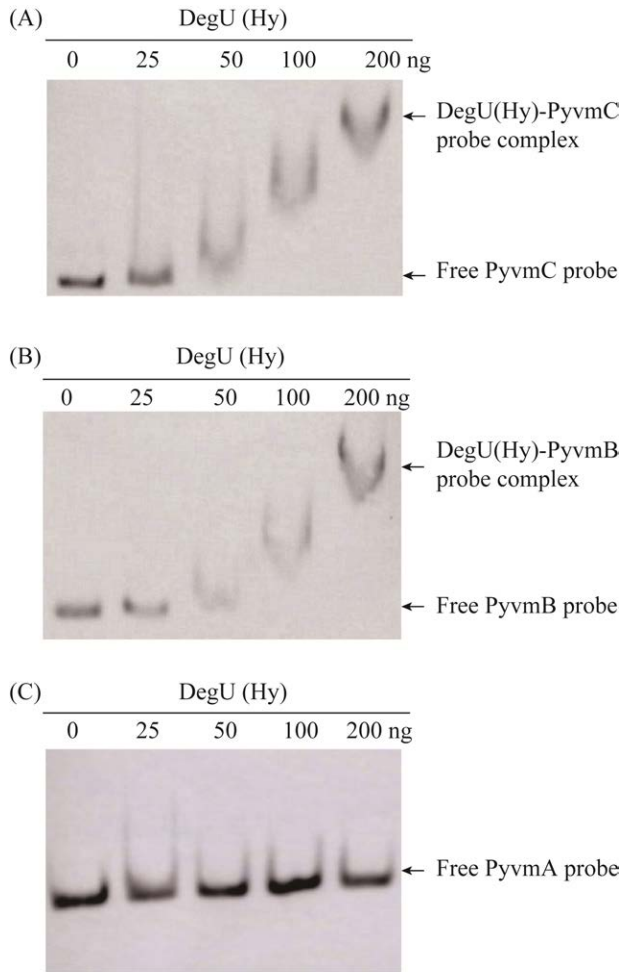 (A)
DegU (Hy)
0 25 50 100 200 ng
DegU(Hy)-PyvmC
probe complex
Free PyvmC probe
(B)
DegU (Hy)
0 25 50 100 200 ng
DegU(Hy)-PyvmB
probe complex
Free PyvmB probe
(C)
DegU (Hy)
0 25 50 100 200 ng
Free PyvmA probe